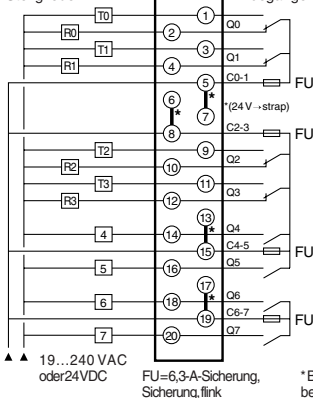 T0 1 Q0
R0 2
T1 3 Q1
R1 4
5 C0-1 FU
6 * * *(24 V→strap)
7
8 C2-3 FU
T2 9 Q2
R2 10
T3 11 Q3
R3 12
13
4 14 * Q4
15 C4-5 FU
5 16 Q5
17
6 18 * Q6
19 C6-7 FU
7 20 Q7
19...240 VAC
oder 24 VDC
FU=6,3-A-Sicherung,
Sicherung, flink